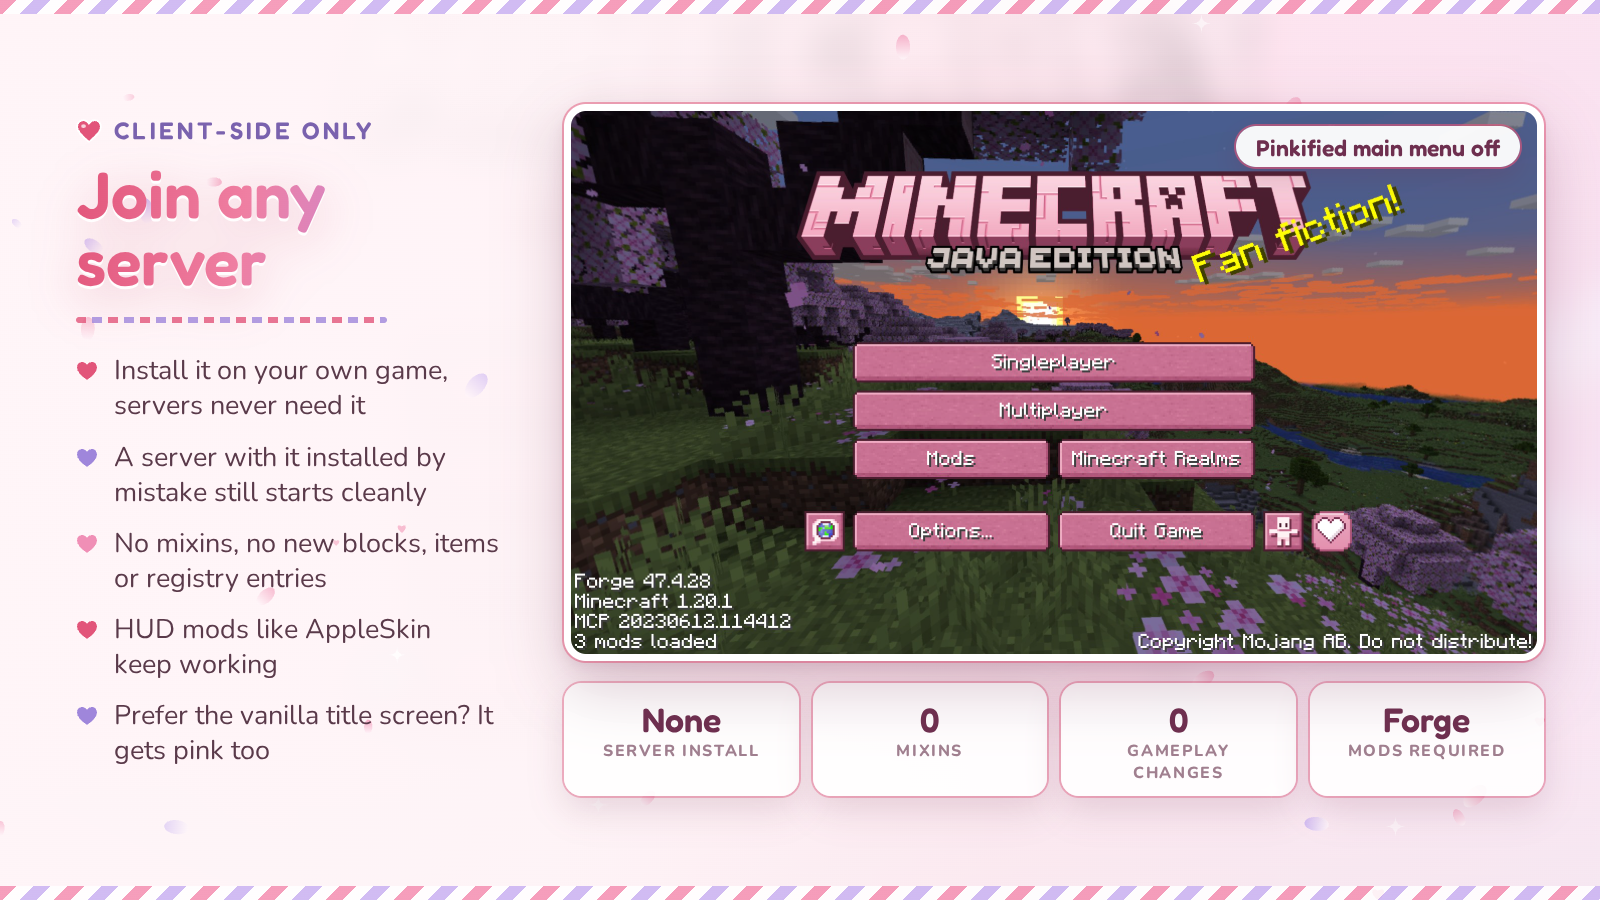 CLIENT-SIDE ONLY
Join any
server
Install it on your own game,
servers never need it
A server with it installed by
mistake still starts cleanly
No mixins, no new blocks, items
or registry entries
HUD mods like AppleSkin
keep working
Prefer the vanilla title screen? It
gets pink too
Pinkified main menu off
MINECRAFT
JAVA EDITION
Fan fiction!
Singleplayer
Multiplayer
Mods
Minecraft Realms
Options...
Quit Game
Forge 47.4.28
Minecraft 1.20.1
MCP 20230612.114412
3 mods loaded
Copyright Mojang AB. Do not distribute!
None
SERVER INSTALL
0
MIXINS
0
GAMEPLAY
CHANGES
Forge
MODS REQUIRED